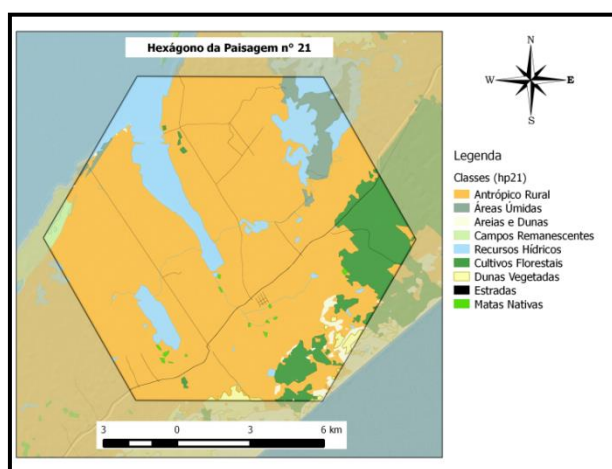 Hexágono da Paisagem n° 21
N
W
E
S
Legenda
Classes (hp21)
Antrópico Rural
Áreas Úmidas
Areias e Dunas
Campos Remanescentes
Recursos Hídricos
Cultivos Florestais
Dunas Vegetadas
Estradas
Matas Nativas
3 0 3 6 km